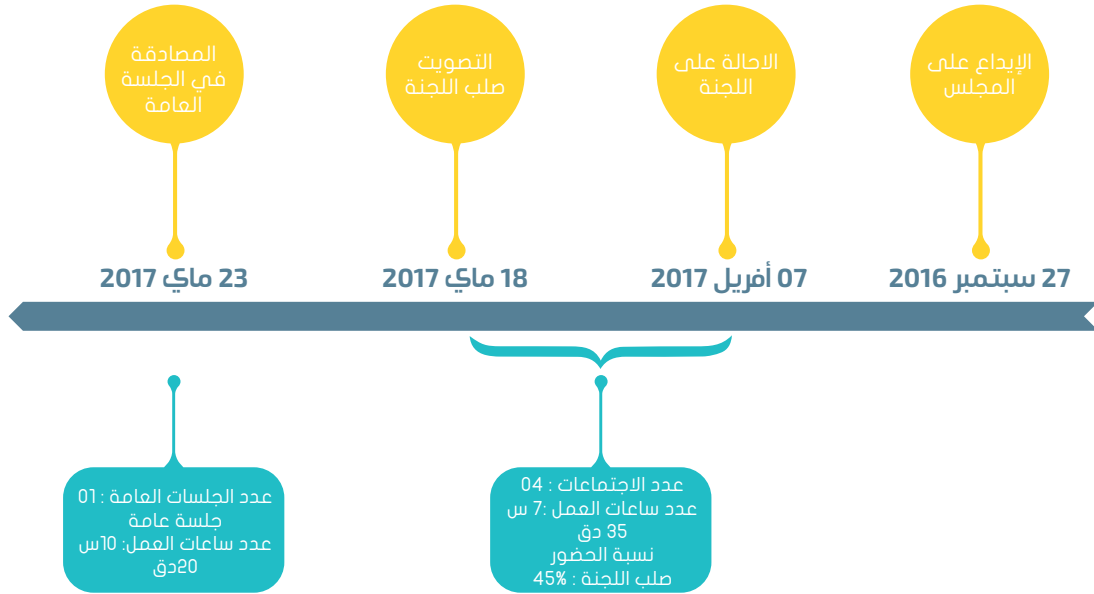 الإيداع على
المجلس
الاحالة على
اللجنة
التصويت
صلب اللجنة
المصادقة
في الجلسة
العامة
27 سبتمبر 2016
07 أفريل 2017
18 ماي 2017
23 ماي 2017
عدد الاجتماعات : 04
عدد ساعات العمل :7 س
35 دق
نسبة الحضور
صلب اللجنة : %45
عدد الجلسات العامة : 01
جلسة عامة
عدد ساعات العمل: 10س
20دق